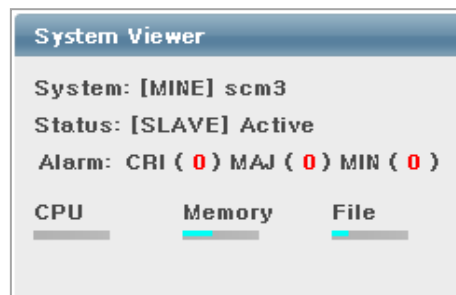 System Viewer
System: [MINE] scm3
Status: [SLAVE] Active
Alarm: CRI ( 0 ) MAJ ( 0 ) MIN ( 0 )
CPU Memory File